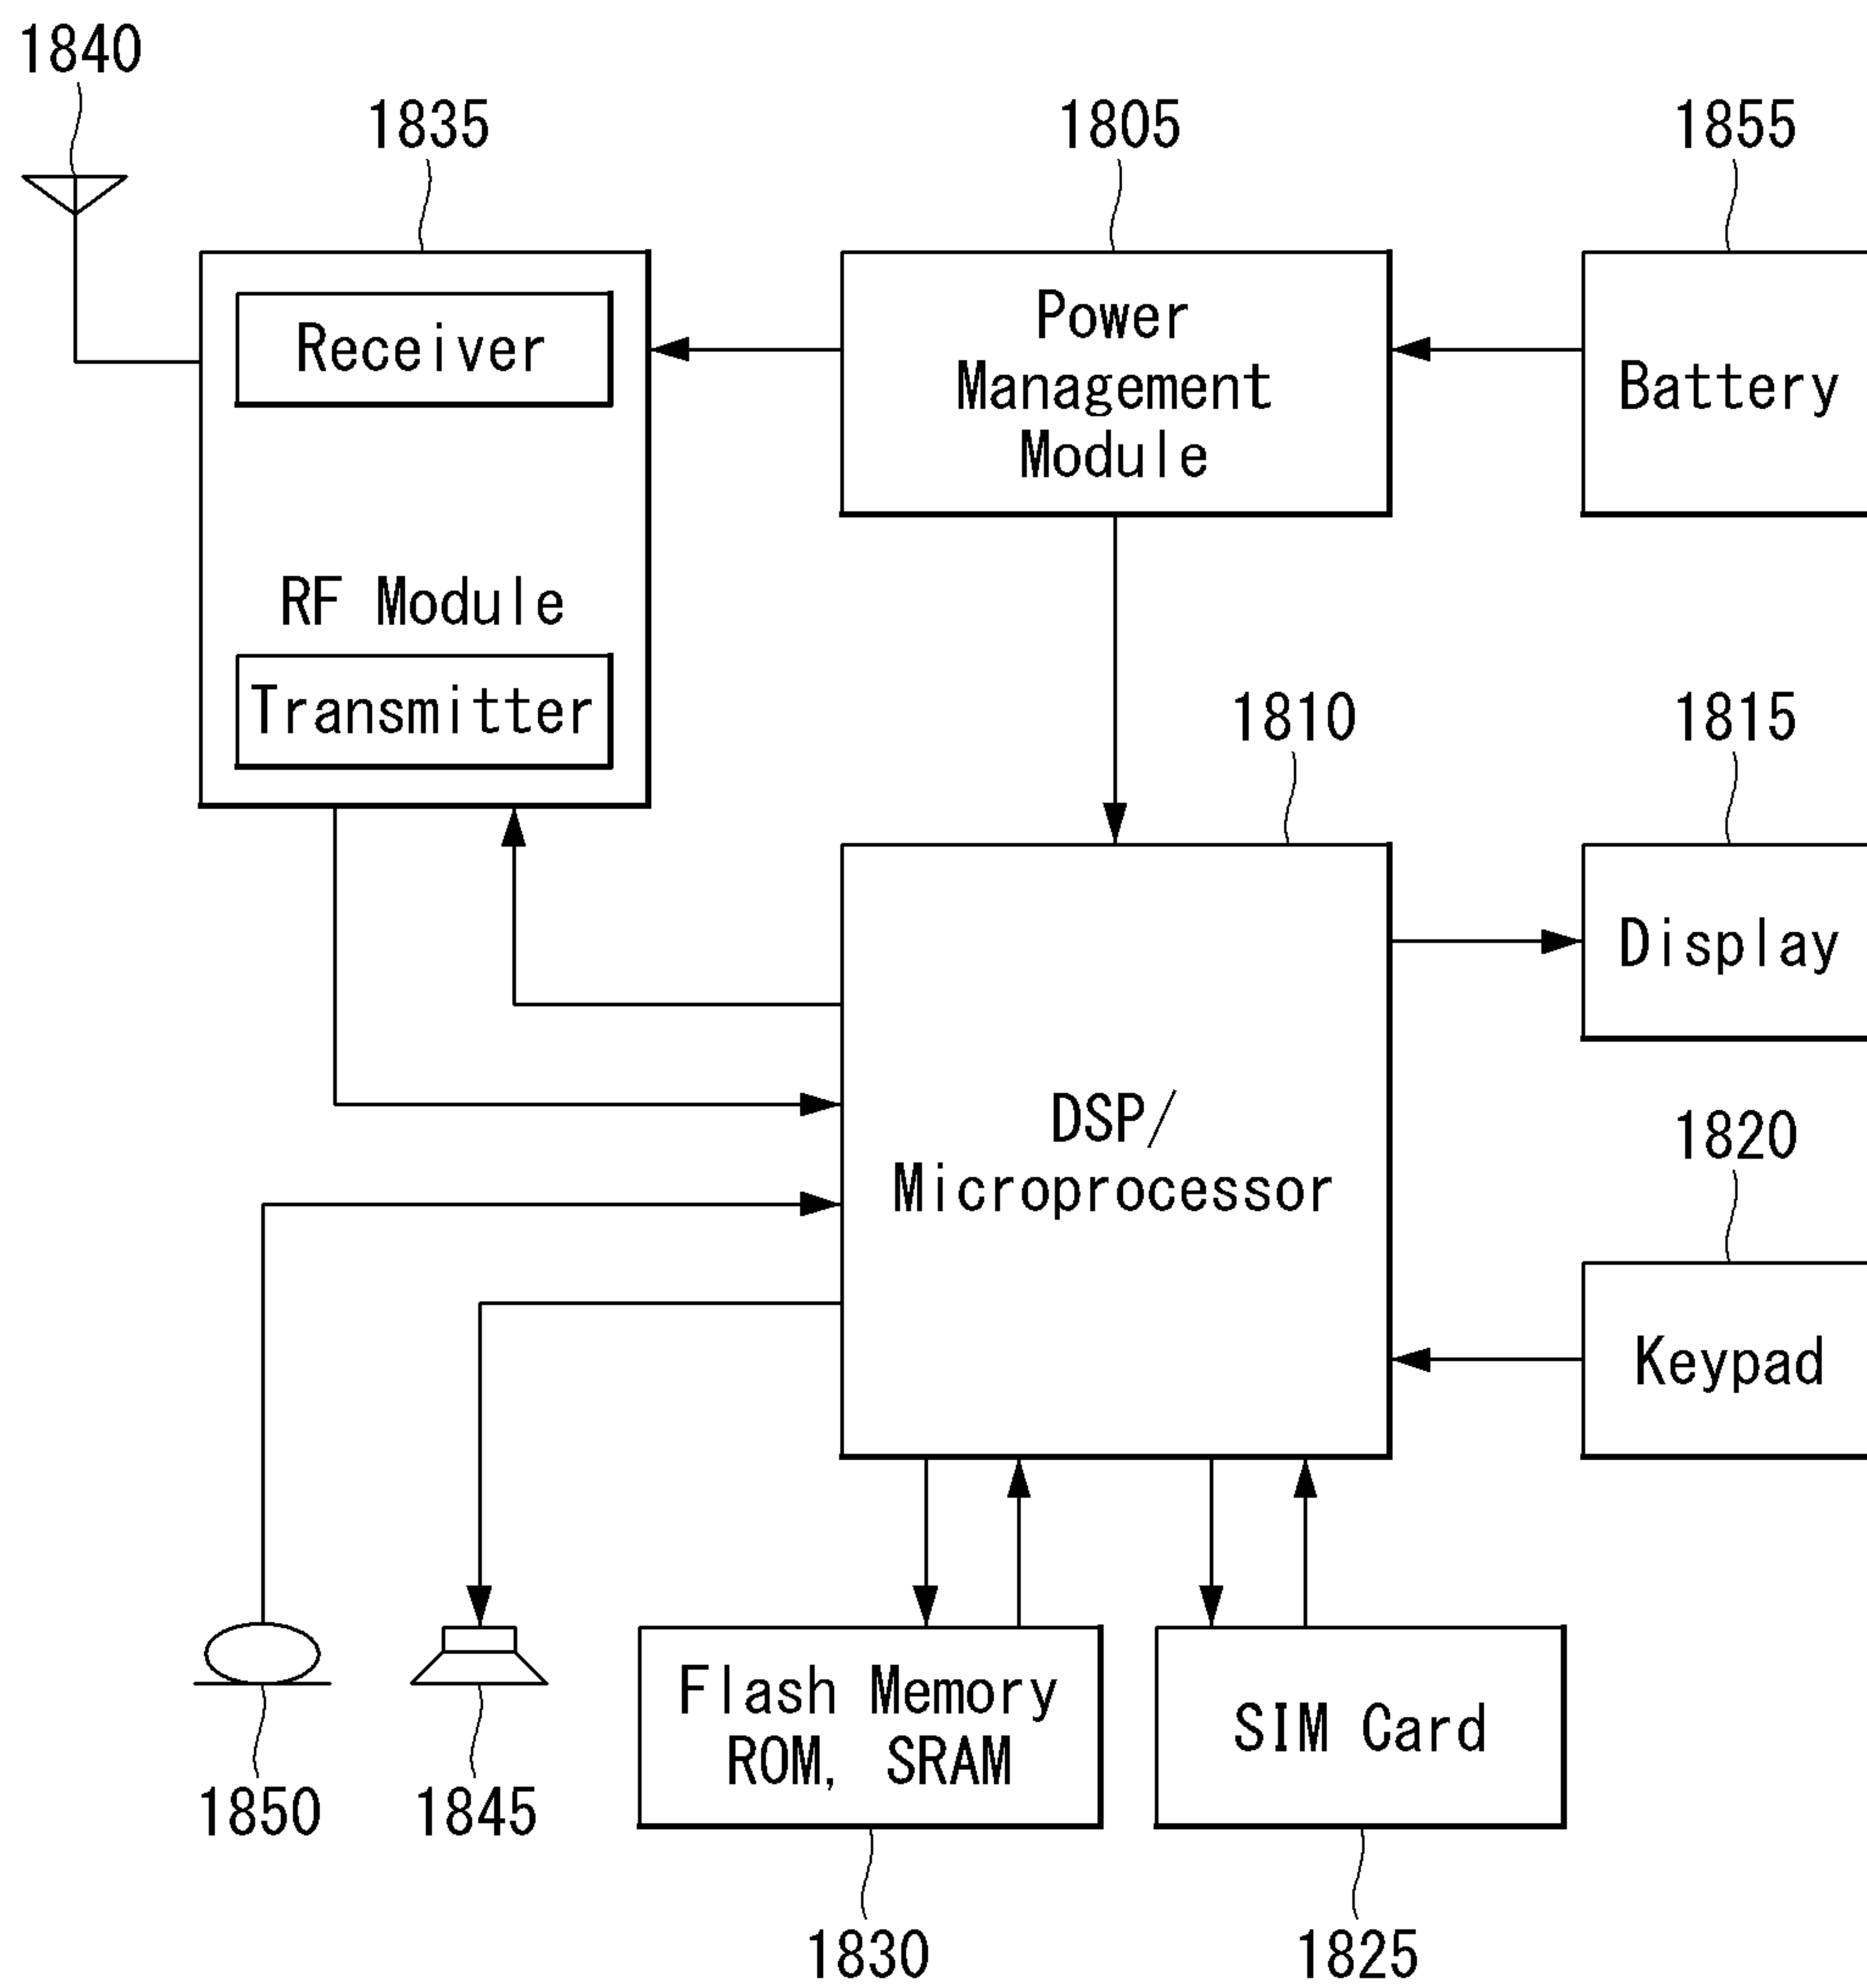 1840
1835
1805
1855
Receiver
Power
Management
Module
Battery
RF Module
Transmitter
1810
1815
Display
DSP/
Microprocessor
1820
Keypad
Flash Memory
ROM, SRAM
SIM Card
1850
1845
1830
1825